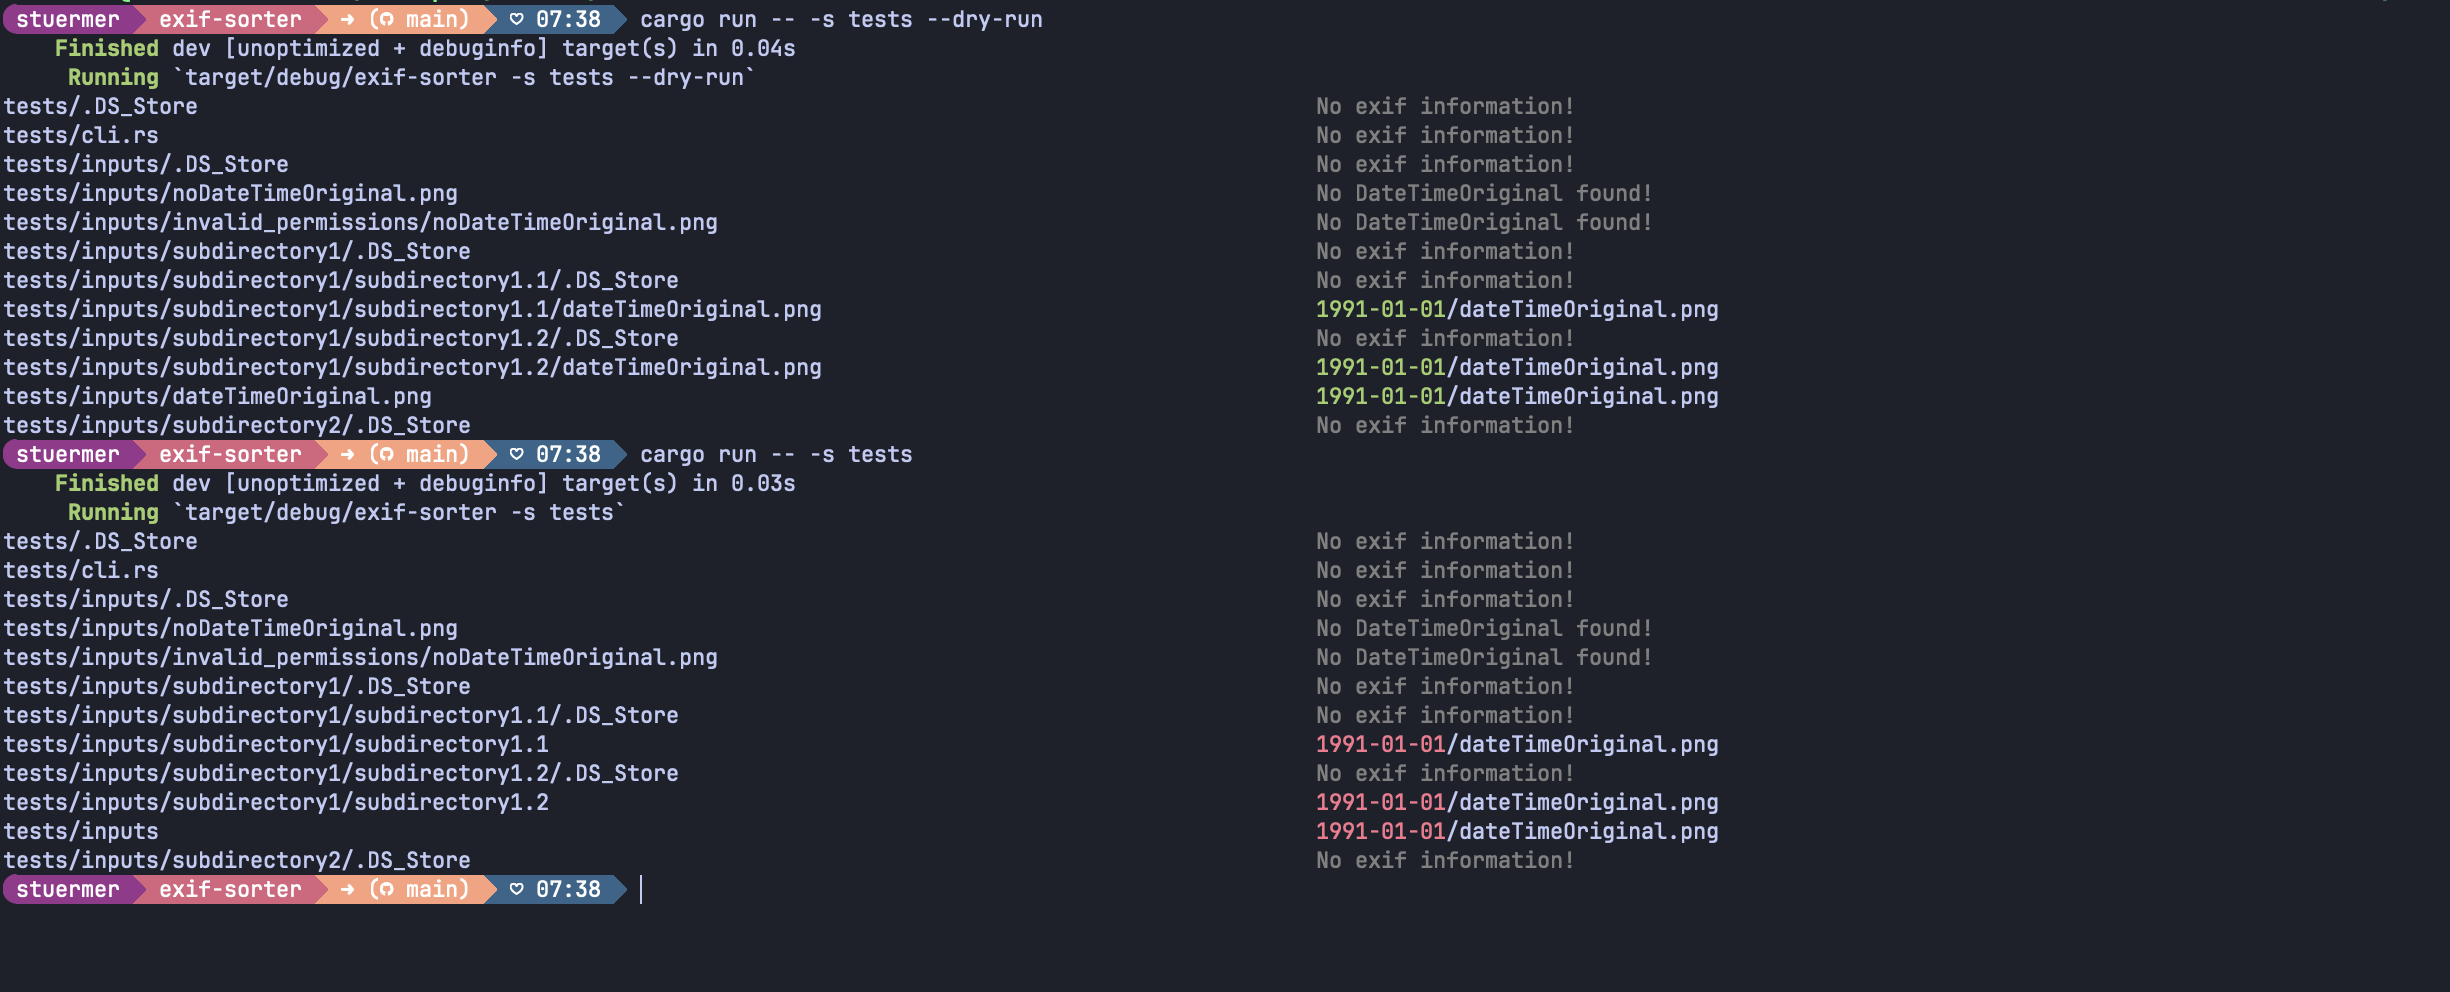 stuermer exif-sorter ➜ ( main) ♡ 07:38 cargo run -- -s tests --dry-run
Finished dev [unoptimized + debuginfo] target(s) in 0.04s
Running `target/debug/exif-sorter -s tests --dry-run`
tests/.DS_Store No exif information!
tests/cli.rs No exif information!
tests/inputs/.DS_Store No exif information!
tests/inputs/noDateTimeOriginal.png No DateTimeOriginal found!
tests/inputs/invalid_permissions/noDateTimeOriginal.png No DateTimeOriginal found!
tests/inputs/subdirectory1/.DS_Store No exif information!
tests/inputs/subdirectory1/subdirectory1.1/.DS_Store No exif information!
tests/inputs/subdirectory1/subdirectory1.1/dateTimeOriginal.png 1991-01-01/dateTimeOriginal.png
tests/inputs/subdirectory1/subdirectory1.2/.DS_Store No exif information!
tests/inputs/subdirectory1/subdirectory1.2/dateTimeOriginal.png 1991-01-01/dateTimeOriginal.png
tests/inputs/dateTimeOriginal.png 1991-01-01/dateTimeOriginal.png
tests/inputs/subdirectory2/.DS_Store No exif information!
stuermer exif-sorter ➜ ( main) ♡ 07:38 cargo run -- -s tests
Finished dev [unoptimized + debuginfo] target(s) in 0.03s
Running `target/debug/exif-sorter -s tests`
tests/.DS_Store No exif information!
tests/cli.rs No exif information!
tests/inputs/.DS_Store No exif information!
tests/inputs/noDateTimeOriginal.png No DateTimeOriginal found!
tests/inputs/invalid_permissions/noDateTimeOriginal.png No DateTimeOriginal found!
tests/inputs/subdirectory1/.DS_Store No exif information!
tests/inputs/subdirectory1/subdirectory1.1/.DS_Store No exif information!
tests/inputs/subdirectory1/subdirectory1.1 1991-01-01/dateTimeOriginal.png
tests/inputs/subdirectory1/subdirectory1.2/.DS_Store No exif information!
tests/inputs/subdirectory1/subdirectory1.2 1991-01-01/dateTimeOriginal.png
tests/inputs 1991-01-01/dateTimeOriginal.png
tests/inputs/subdirectory2/.DS_Store No exif information!
stuermer exif-sorter ➜ ( main) ♡ 07:38